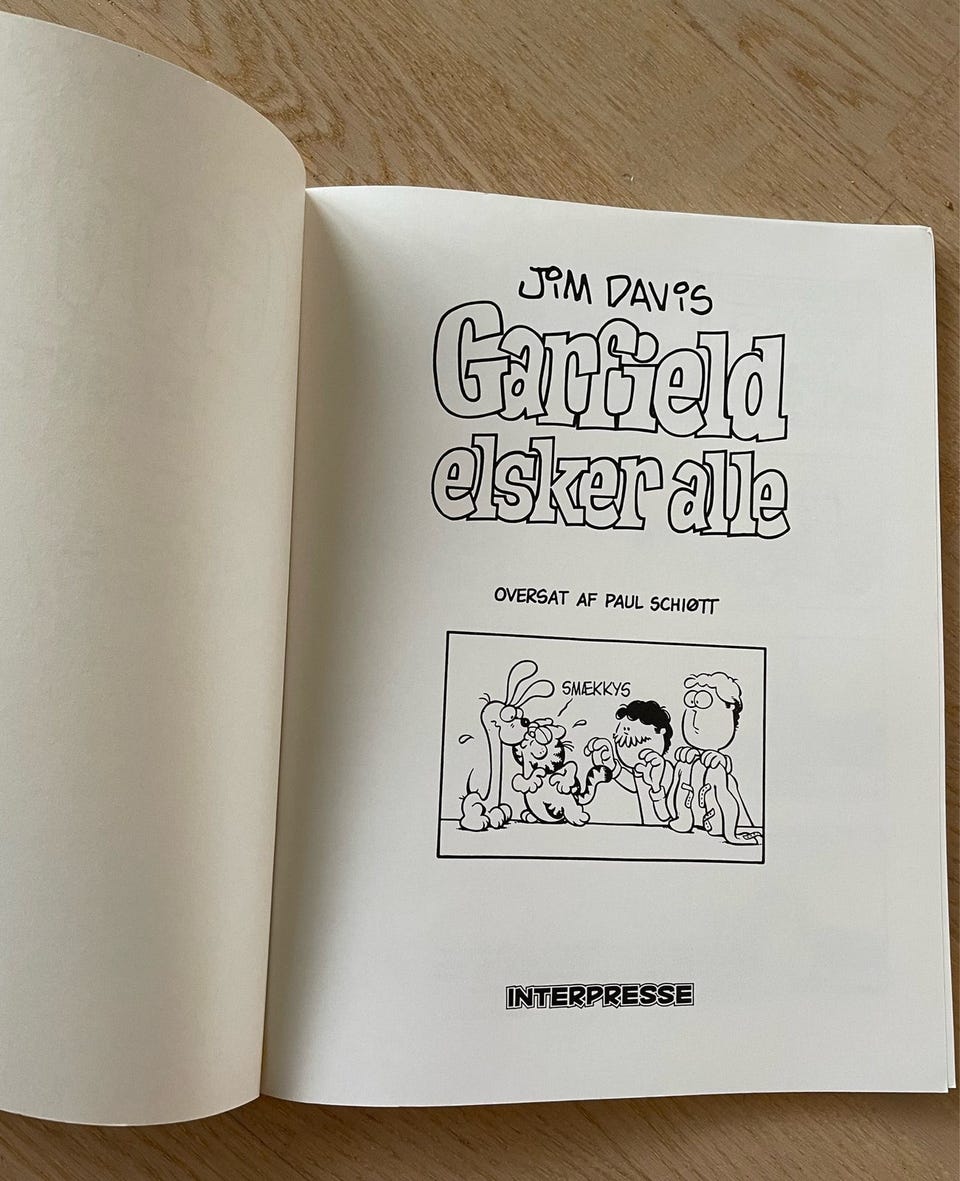 JiM DAViS
Garfield
elsker alle
OVERSAT AF PAUL SCHIØTT
SMÆKKYS
INTERPRESSE